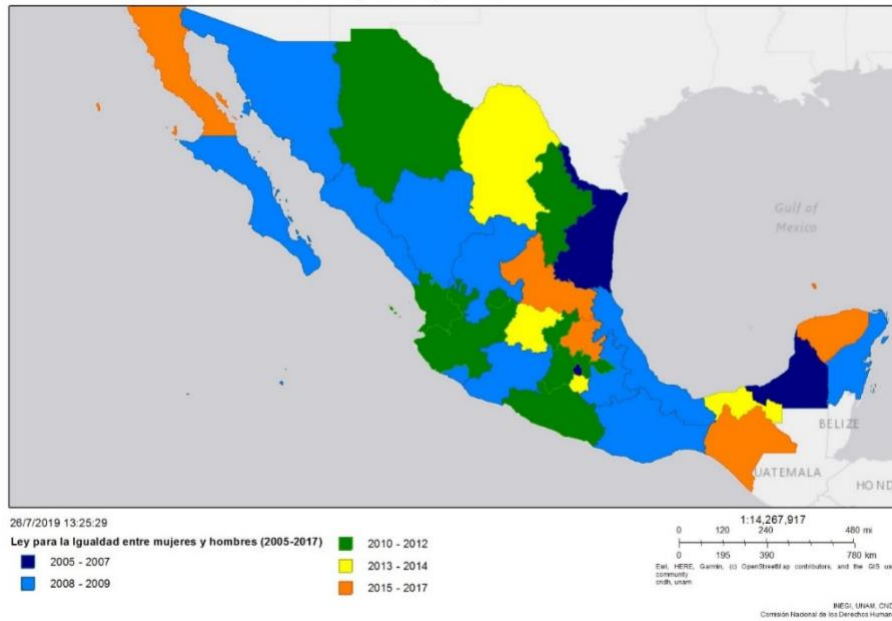 Gulf of
Mexico
BELIZE
UATEMALA
HOND
26/7/2019 13:25:29
Ley para la Igualdad entre mujeres y hombres (2005-2017)
2005 - 2007
2008 - 2009
2010 - 2012
2013 - 2014
2015 - 2017
1:14,267,917
0 120 240 480 mi
0 195 390 780 km
Esri, HERE, Garmin, (c) OpenStreetMap contributors, and the GIS use
community
cndh, unam
INEGI, UNAM, CND
Comisión Nacional de los Derechos Human